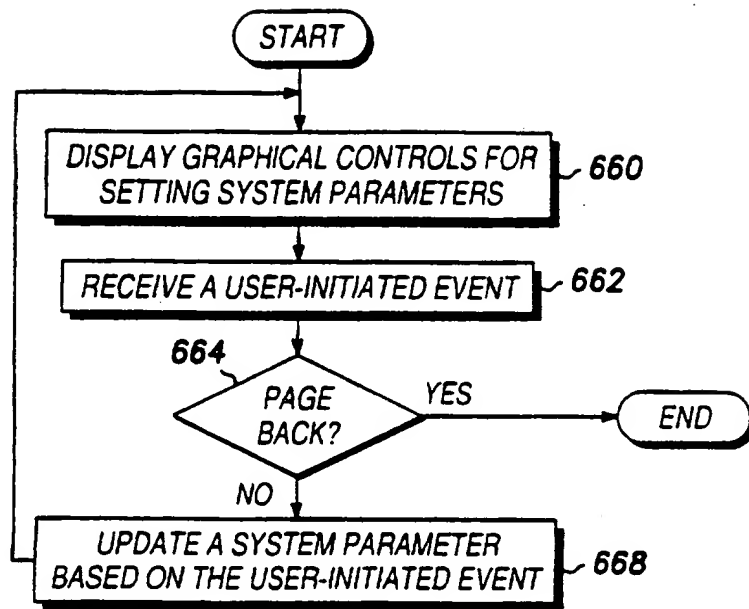 START
DISPLAY GRAPHICAL CONTROLS FOR
SETTING SYSTEM PARAMETERS
660
RECEIVE A USER-INITIATED EVENT
662
664
PAGE
BACK?
YES
END
NO
UPDATE A SYSTEM PARAMETER
BASED ON THE USER-INITIATED EVENT
668